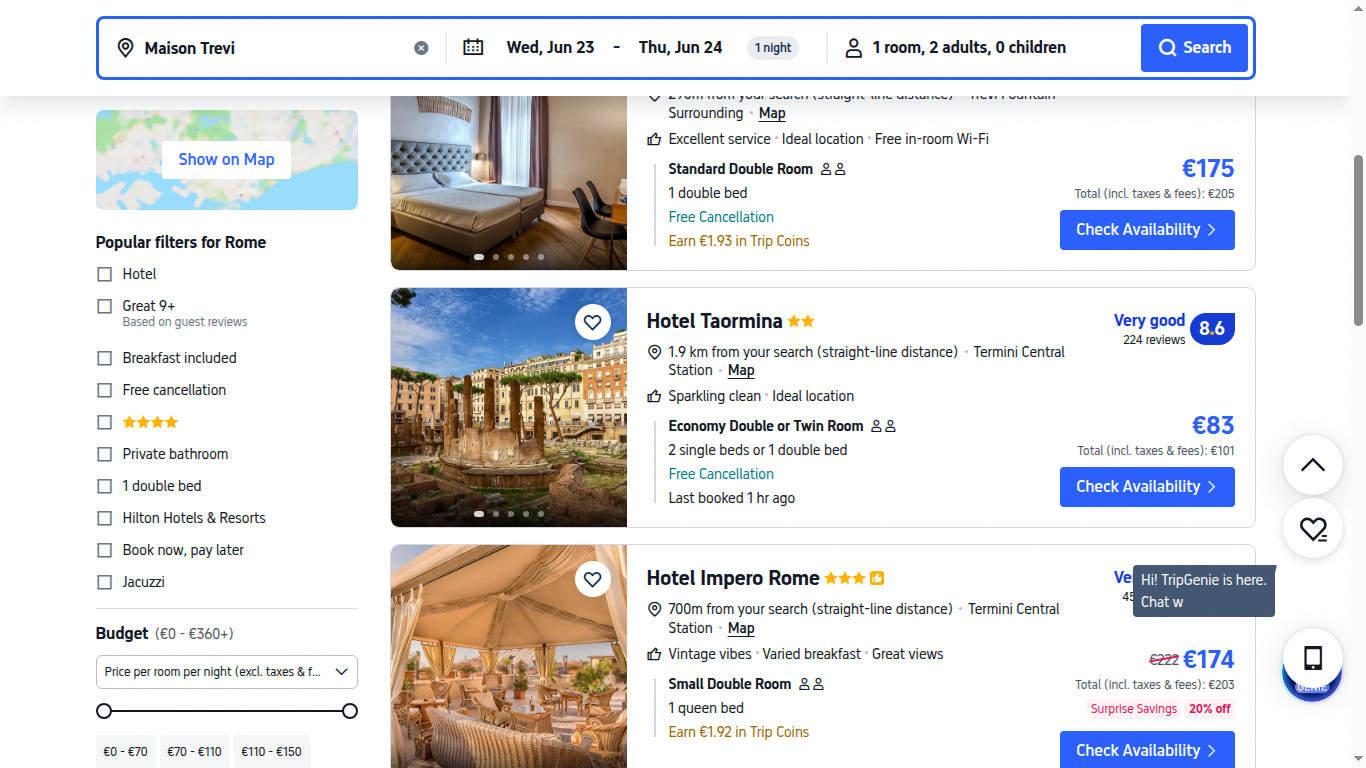 Maison Trevi
Wed, Jun 23 - Thu, Jun 24
1 night
1 room, 2 adults, 0 children
Search
Show on Map
Popular filters for Rome
Hotel
Great 9+
Based on guest reviews
Breakfast included
Free cancellation
Private bathroom
1 double bed
Hilton Hotels & Resorts
Book now, pay later
Jacuzzi
Budget (€0 - €360+)
Price per room per night (excl. taxes & f...
€0 - €70
€70 - €110
€110 - €150
290m from your search (straight-line distance) · Trevi Fountain
Surrounding · Map
Excellent service · Ideal location · Free in-room Wi-Fi
Standard Double Room
1 double bed
Free Cancellation
Earn €1.93 in Trip Coins
€175
Total (incl. taxes & fees): €205
Check Availability
Hotel Taormina
Very good
8.6
224 reviews
1.9 km from your search (straight-line distance) · Termini Central
Station · Map
Sparkling clean · Ideal location
Economy Double or Twin Room
2 single beds or 1 double bed
Free Cancellation
Last booked 1 hr ago
€83
Total (incl. taxes & fees): €101
Check Availability
Hotel Impero Rome
700m from your search (straight-line distance) · Termini Central
Station · Map
Vintage vibes · Varied breakfast · Great views
Small Double Room
1 queen bed
Earn €1.92 in Trip Coins
€222 €174
Total (incl. taxes & fees): €203
Surprise Savings 20% off
Check Availability
Hi! TripGenie is here.
Chat w